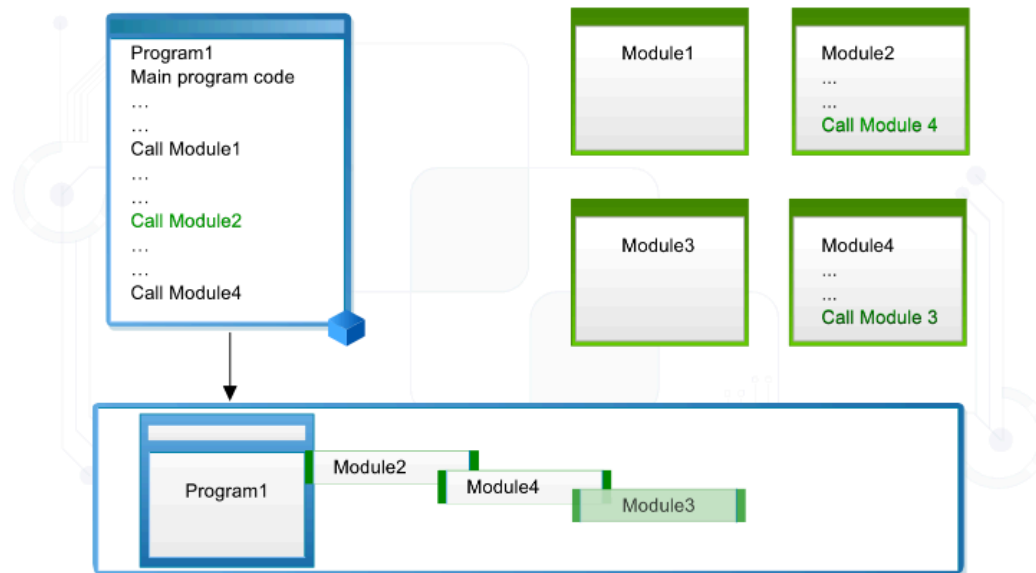 Program1
Main program code
...
...
Call Module1
...
...
Call Module2
...
...
Call Module4
Module1
Module2
...
...
Call Module 4
Module3
Module4
...
...
Call Module 3
Program1
Module2
Module4
Module3